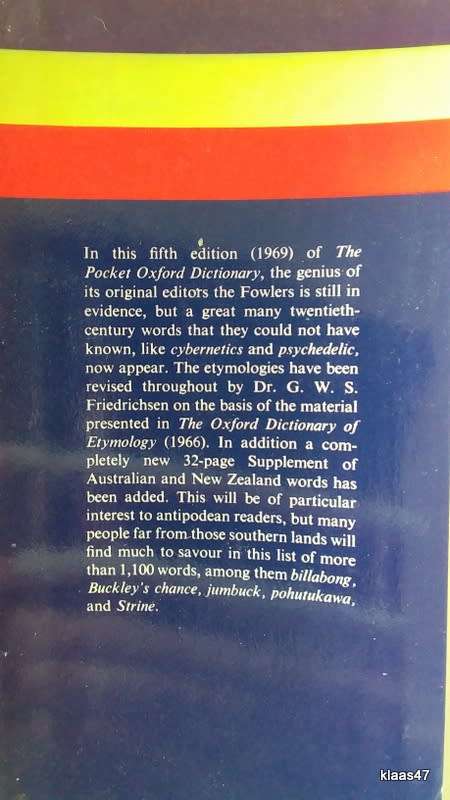 In this fifth edition (1969) of The
Pocket Oxford Dictionary, the genius of
its original editors the Fowlers is still in
evidence, but a great many twentieth-
century words that they could not have
known, like cybernetics and psychedelic,
now appear. The etymologies have been
revised throughout by Dr. G. W. S.
Friedrichsen on the basis of the material
presented in The Oxford Dictionary of
Etymology (1966). In addition a com-
pletely new 32-page Supplement of
Australian and New Zealand words has
been added. This will be of particular
interest to antipodean readers, but many
people far from those southern lands will
find much to savour in this list of more
than 1,100 words, among them billabong,
Buckley's chance, jumbuck, pohutukawa,
and Strine.
klaas47